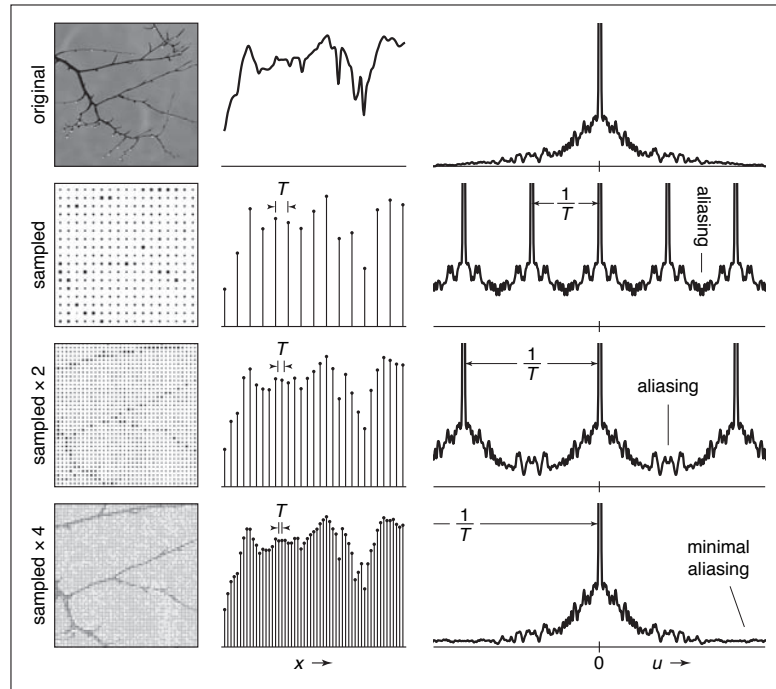 original
sampled
T
1/T
aliasing
sampled × 2
T
1/T
aliasing
sampled × 4
T
1/T
minimal
aliasing
x →
0
u →